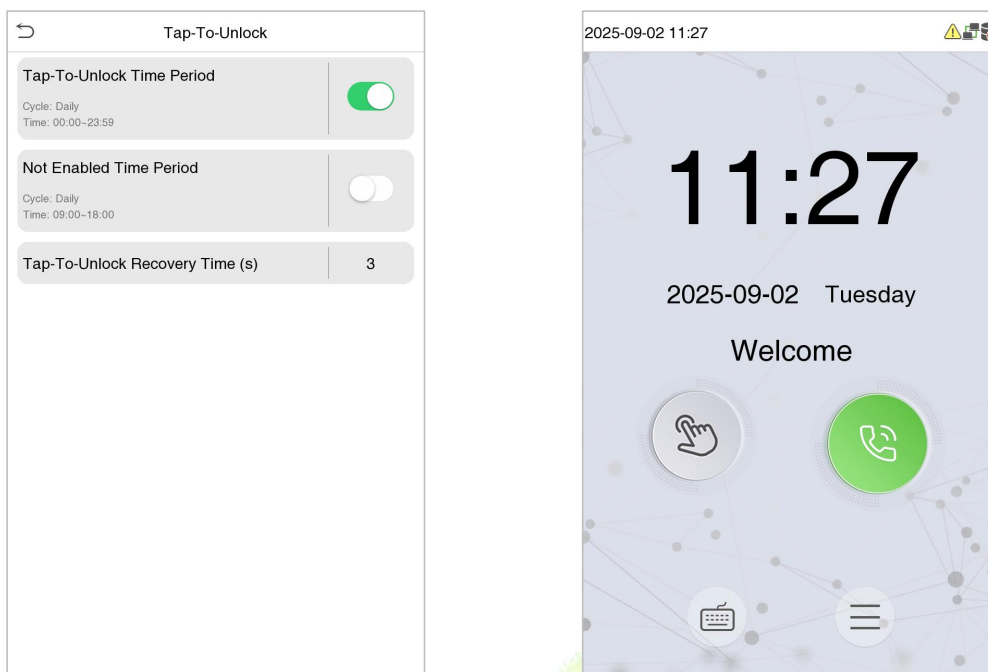 Tap-To-Unlock
Tap-To-Unlock Time Period
Cycle: Daily
Time: 00:00~23:59
Not Enabled Time Period
Cycle: Daily
Time: 09:00~18:00
Tap-To-Unlock Recovery Time (s)
3
2025-09-02 11:27
11:27
2025-09-02 Tuesday
Welcome